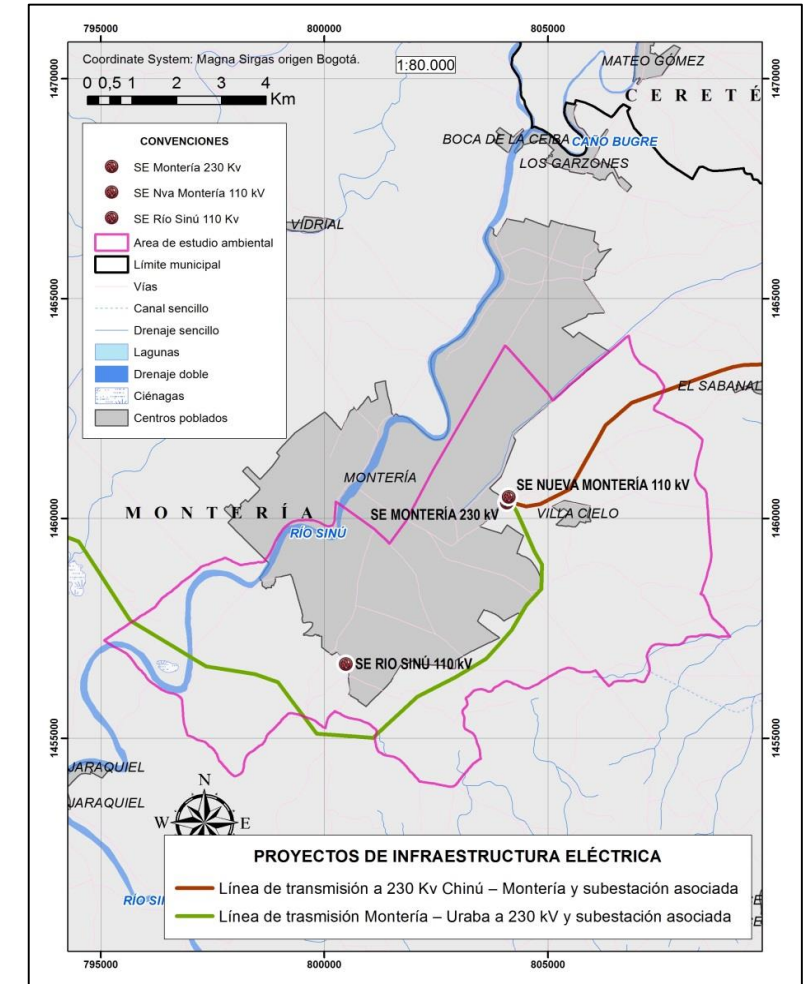 795000 800000 805000
Coordinate System: Magna Sirgas origen Bogotá.
1:80.000
0 0,5 1 2 3 4
Km
1470000
1470000
MATEO GÓMEZ
CERETÉ
BOCA DE LA CEIBA
CAÑO BUGRE
LOS GARZONES
CONVENCIONES
SE Montería 230 Kv
SE Nva Montería 110 kV
SE Río Sinú 110 Kv
Area de estudio ambiental
Límite municipal
Vías
Canal sencillo
Drenaje sencillo
Lagunas
Drenaje doble
Ciénagas
Centros poblados
VIDRIAL
1465000
1465000
EL SABANAL
MONTERÍA
SE NUEVA MONTERÍA 110 kV
SE MONTERÍA 230 kV
VILLA CIELO
MONTERÍA
RÍO SINÚ
1460000
1460000
SE RIO SINÚ 110 kV
1455000
1455000
JARAQUIEL
JARAQUIEL
N
W E
RÍO SI
PROYECTOS DE INFRAESTRUCTURA ELÉCTRICA
Línea de transmisión a 230 Kv Chinú – Montería y subestación asociada
Línea de trasmisión Montería – Uraba a 230 kV y subestación asociada
795000 800000 805000